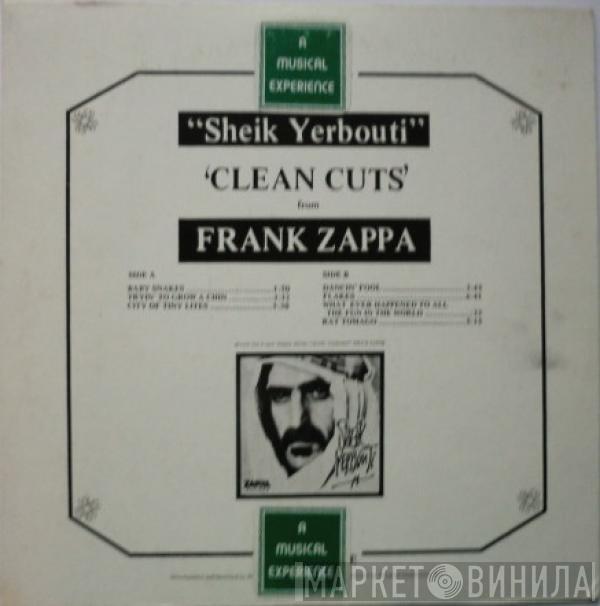 A
MUSICAL
EXPERIENCE
"Sheik Yerbouti"
'CLEAN CUTS'
from
FRANK ZAPPA
SIDE A
BABY SNAKES
TRYIN' TO GROW A CHIN
CITY OF TINY LITES
SIDE B
DANCIN' FOOL
FLAKES
WHAT EVER HAPPENED TO ALL
THE FUN IN THE WORLD
RAT TOMAGO
SHEIK
YERBOUTI
ZAPPA
A
MUSICAL
EXPERIENCE
МАРКЕТ ВИНИЛА